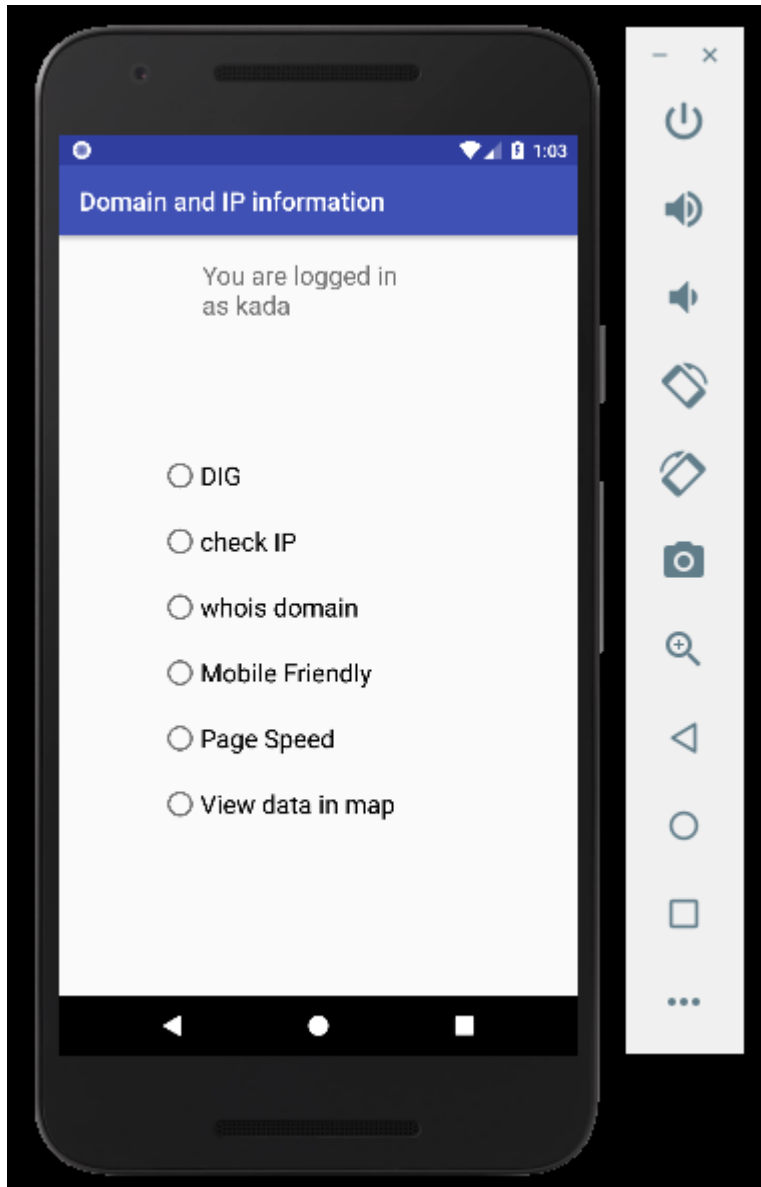 1:03
Domain and IP information
You are logged in
as kada
DIG
check IP
whois domain
Mobile Friendly
Page Speed
View data in map